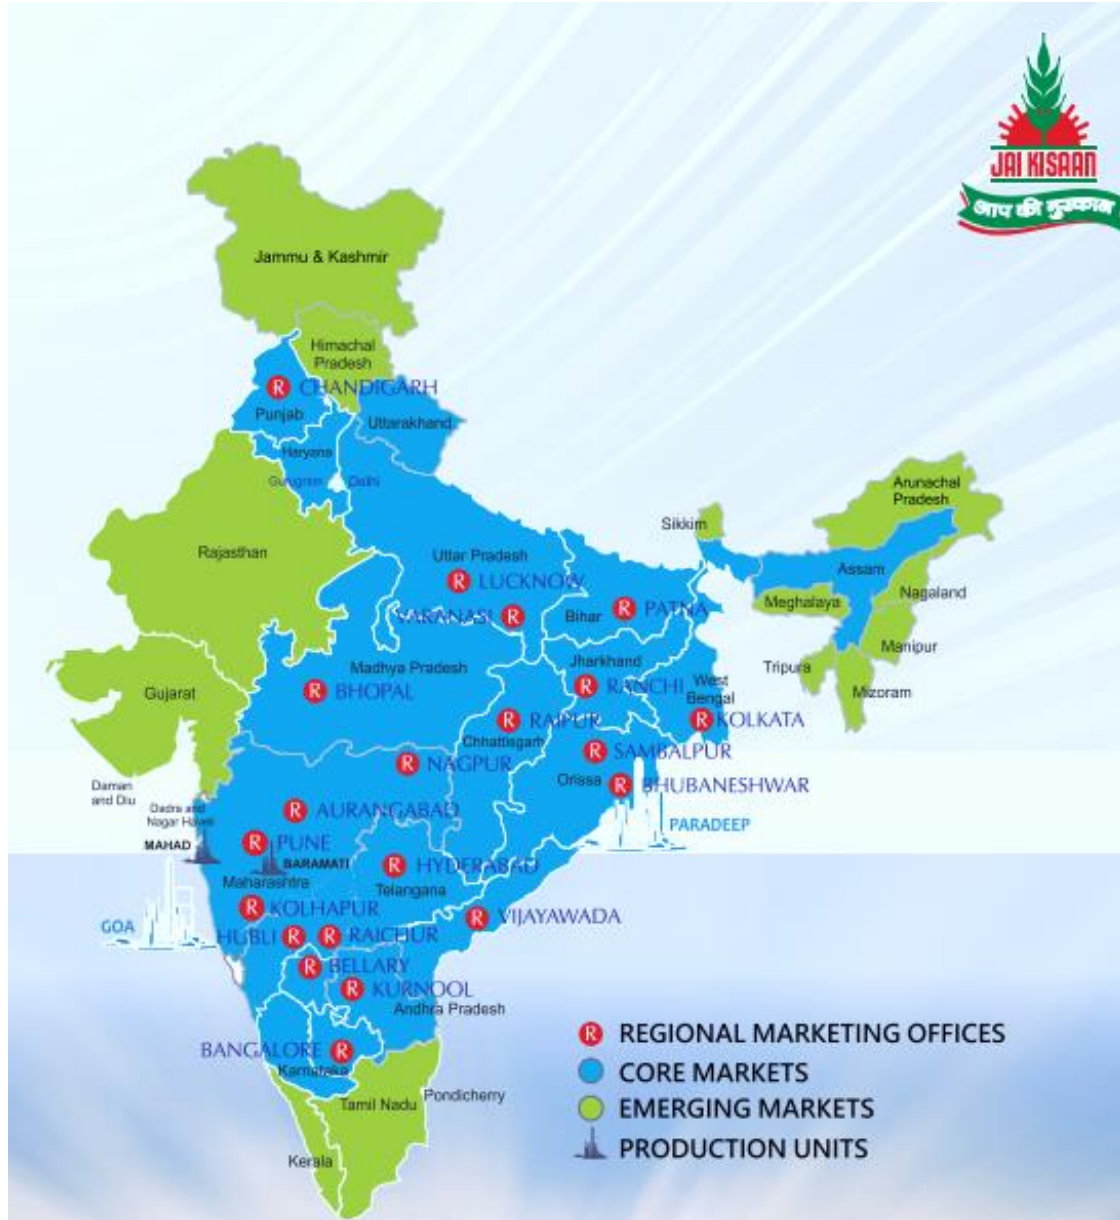 JAI KISAAN
आप की मुस्कान
Jammu & Kashmir
Himachal
Pradesh
R CHANDIGARH
Punjab
Uttarakhand
Haryana
Gurugram
Delhi
Arunachal
Pradesh
Sikkim
Rajasthan
Uttar Pradesh
Assam
R LUCKNOW
Nagaland
Meghalaya
VARANASI R
Bihar
R PATNA
Manipur
Madhya Pradesh
Jharkhand
Tripura
Gujarat
R BHOPAL
R RANCHI
West
Bengal
Mizoram
R RAIPUR
R KOLKATA
Chhattisgarh
R NAGPUR
R SAMBALPUR
Orissa
R BHUBANESHWAR
Daman
and Diu
Dadra and
Nagar Haveli
R AURANGABAD
PARADEEP
MAHAD
R PUNE
BARAMATI
R HYDERABAD
Maharashtra
Telangana
R KOLHAPUR
R VIJAYAWADA
GOA
HUBLI R
R RAICHUR
R BELLARY
R KURNOOL
Andhra Pradesh
BANGALORE R
Karnataka
Tamil Nadu
Pondicherry
Kerala
R REGIONAL MARKETING OFFICES
CORE MARKETS
EMERGING MARKETS
PRODUCTION UNITS